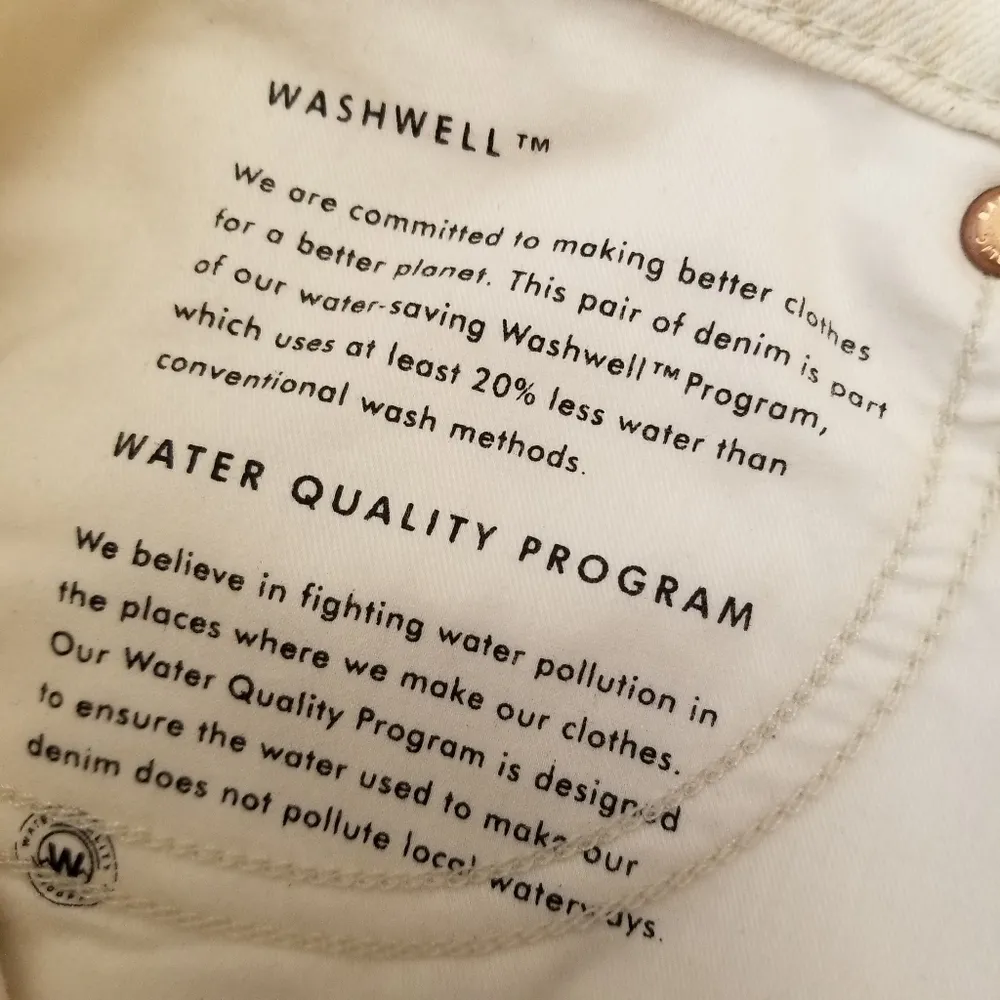 WASHWELL™
We are committed to making better clothes
for a better planet. This pair of denim is part
of our water-saving Washwell™ Program,
which uses at least 20% less water than
conventional wash methods.
WATER QUALITY PROGRAM
We believe in fighting water pollution in
the places where we make our clothes.
Our Water Quality Program is designed
to ensure the water used to make our
denim does not pollute local waterways.
W